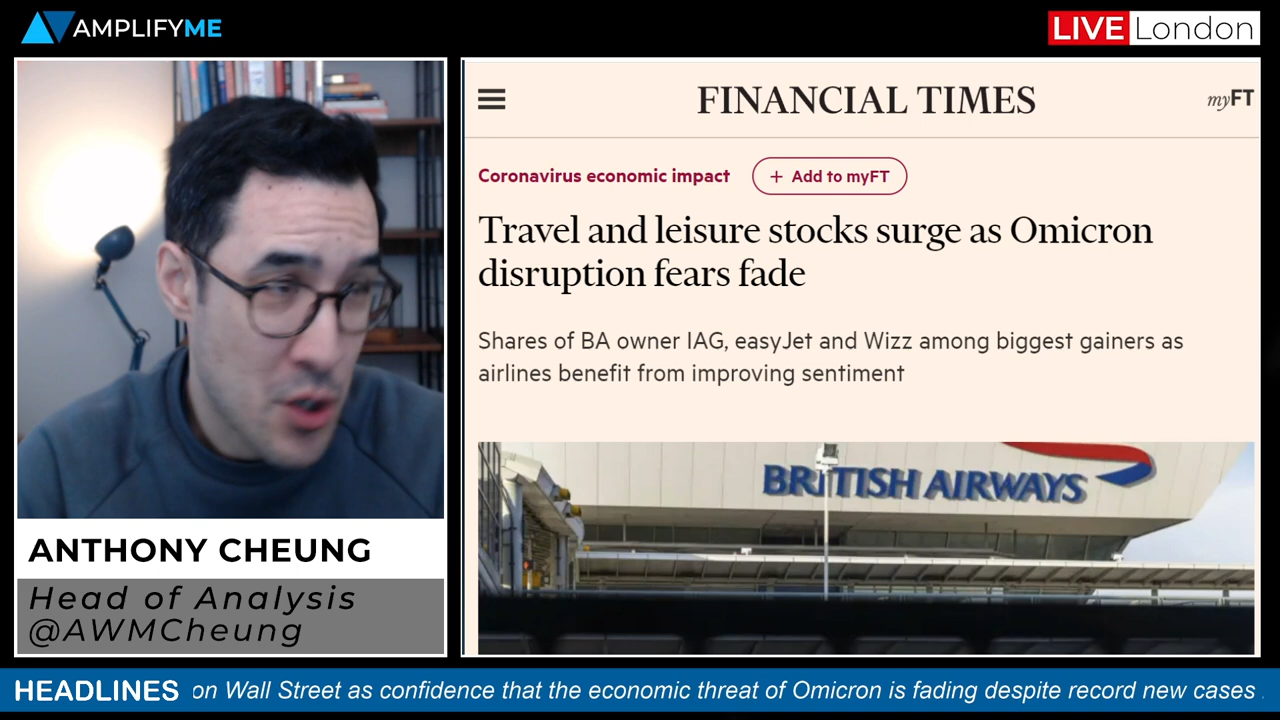 AMPLIFYME
LIVE London
FINANCIAL TIMES
myFT
Coronavirus economic impact
+ Add to myFT
Travel and leisure stocks surge as Omicron
disruption fears fade
Shares of BA owner IAG, easyJet and Wizz among biggest gainers as
airlines benefit from improving sentiment
BRITISH AIRWAYS
ANTHONY CHEUNG
Head of Analysis
@AWMCheung
HEADLINES on Wall Street as confidence that the economic threat of Omicron is fading despite record new cases